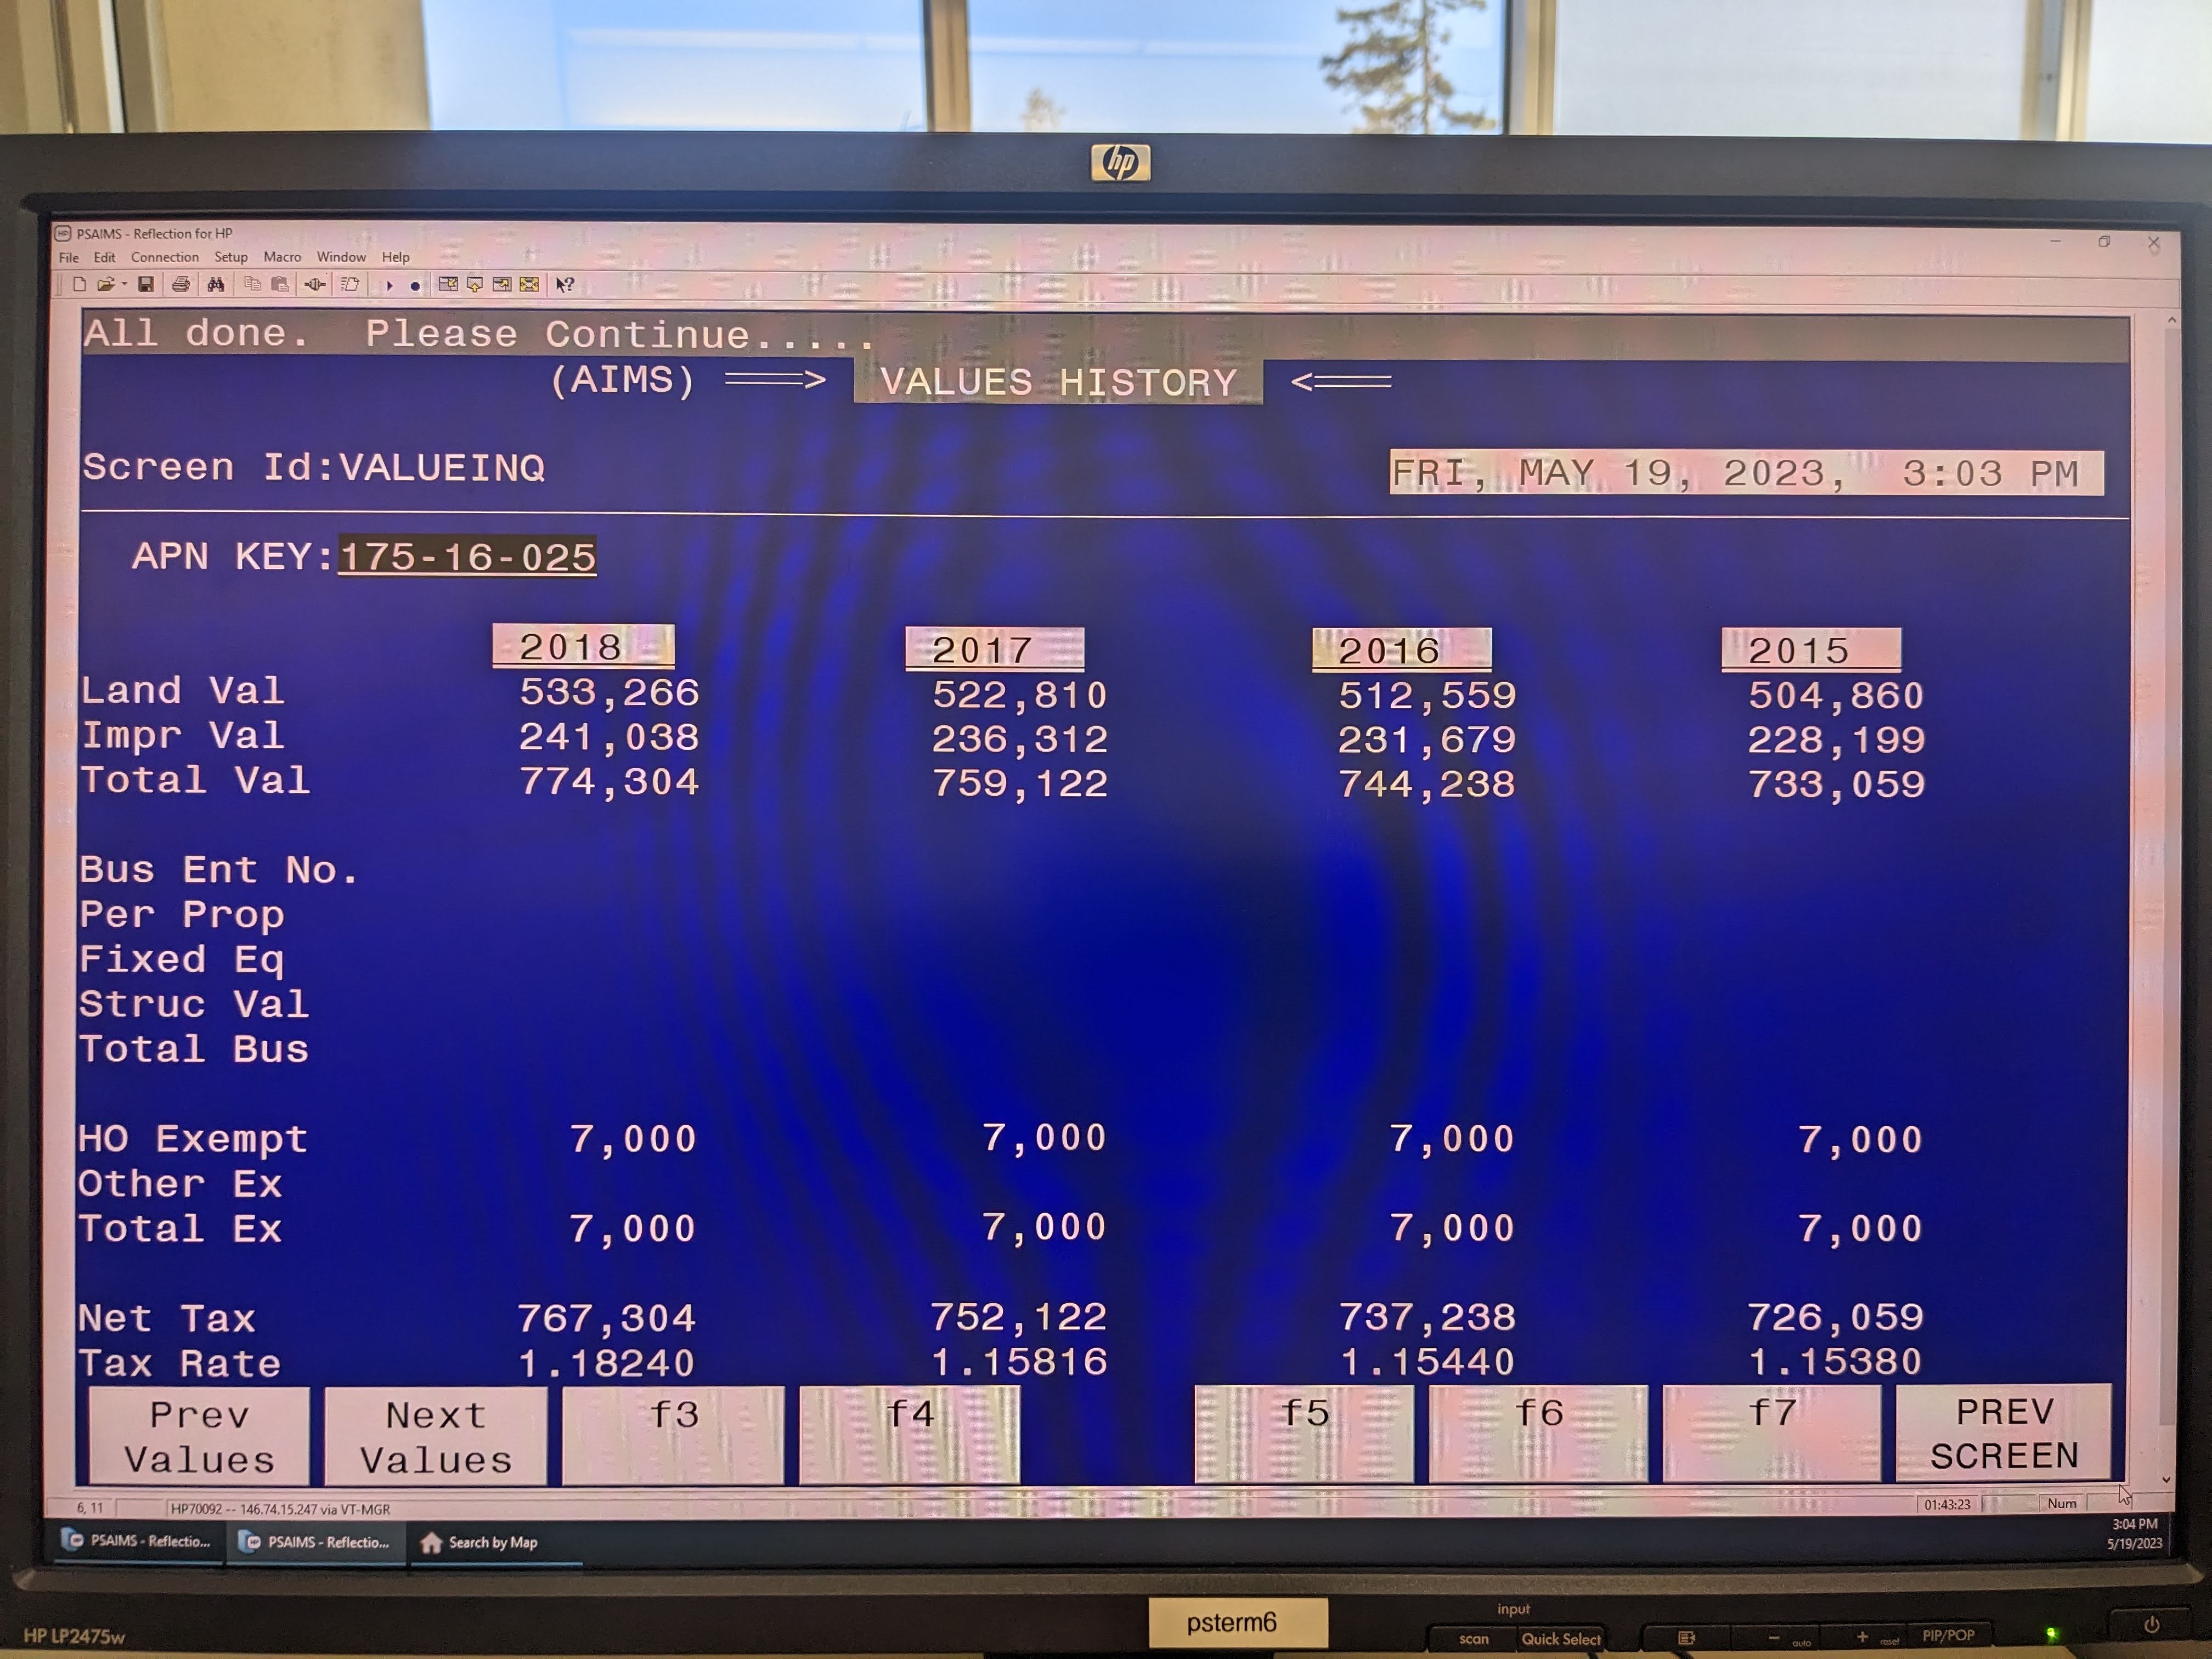 hp
PSAIMS - Reflection for HP
File Edit Connection Setup Macro Window Help
All done. Please Continue.....
(AIMS) ====> VALUES HISTORY <====
Screen Id:VALUEINQ FRI, MAY 19, 2023, 3:03 PM
APN KEY:175-16-025
2018 2017 2016 2015
Land Val 533,266 522,810 512,559 504,860
Impr Val 241,038 236,312 231,679 228,199
Total Val 774,304 759,122 744,238 733,059
Bus Ent No.
Per Prop
Fixed Eq
Struc Val
Total Bus
HO Exempt 7,000 7,000 7,000 7,000
Other Ex
Total Ex 7,000 7,000 7,000 7,000
Net Tax 767,304 752,122 737,238 726,059
Tax Rate 1.18240 1.15816 1.15440 1.15380
Prev Values Next Values f3 f4 f5 f6 f7 PREV SCREEN
6, 11 HP70092 -- 146.74.15.247 via VT-MGR 01:43:23 Num
PSAIMS - Reflectio... PSAIMS - Reflectio... Search by Map 3:04 PM
5/19/2023
HP LP2475w psterm6 input
scan Quick Select - auto + reset PIP/POP